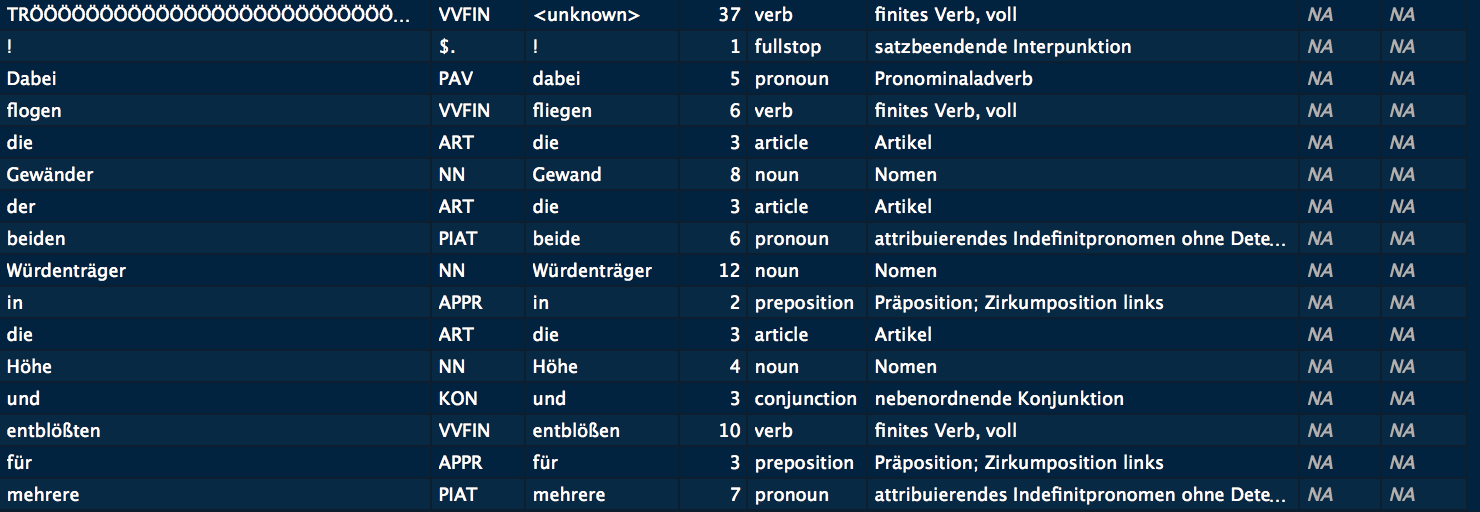 TRÖÖÖÖÖÖÖÖÖÖÖÖÖÖÖÖÖÖÖÖÖÖÖÖÖÖÖ... VVFIN <unknown> 37 verb finites Verb, voll NA NA
! $. ! 1 fullstop satzbeendende Interpunktion NA NA
Dabei PAV dabei 5 pronoun Pronominaladverb NA NA
flogen VVFIN fliegen 6 verb finites Verb, voll NA NA
die ART die 3 article Artikel NA NA
Gewänder NN Gewand 8 noun Nomen NA NA
der ART die 3 article Artikel NA NA
beiden PIAT beide 6 pronoun attribuierendes Indefinitpronomen ohne Dete... NA NA
Würdenträger NN Würdenträger 12 noun Nomen NA NA
in APPR in 2 preposition Präposition; Zirkumposition links NA NA
die ART die 3 article Artikel NA NA
Höhe NN Höhe 4 noun Nomen NA NA
und KON und 3 conjunction nebenordnende Konjunktion NA NA
entblößten VVFIN entblößen 10 verb finites Verb, voll NA NA
für APPR für 3 preposition Präposition; Zirkumposition links NA NA
mehrere PIAT mehrere 7 pronoun attribuierendes Indefinitpronomen ohne Dete... NA NA